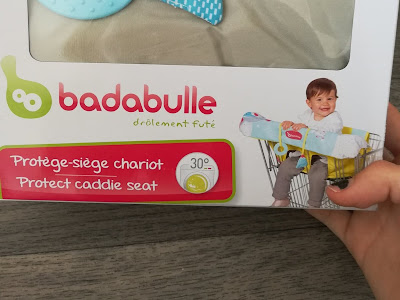 badabulle
drôlement futé
Protège-siège chariot
30°
Protect caddie seat